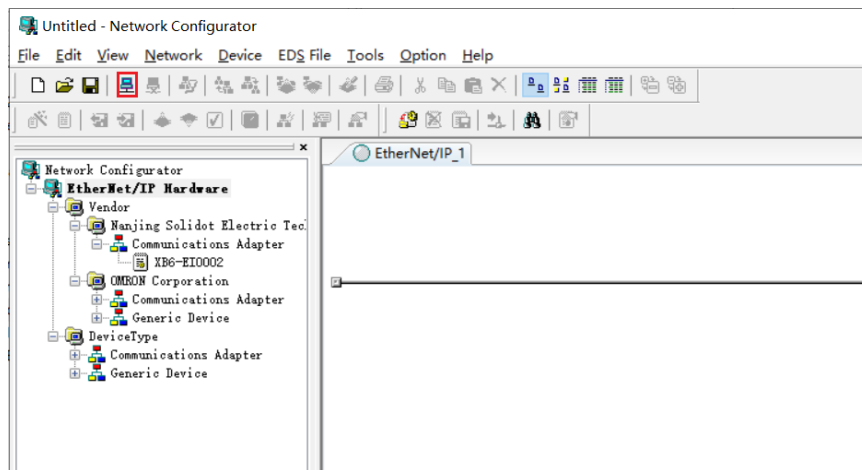 Untitled - Network Configurator
File Edit View Network Device EDS File Tools Option Help
EtherNet/IP_1
Network Configurator
EtherNet/IP Hardware
Vendor
Nanjing Solidot Electric Tec
Communications Adapter
XB6-EI0002
OMRON Corporation
Communications Adapter
Generic Device
DeviceType
Communications Adapter
Generic Device